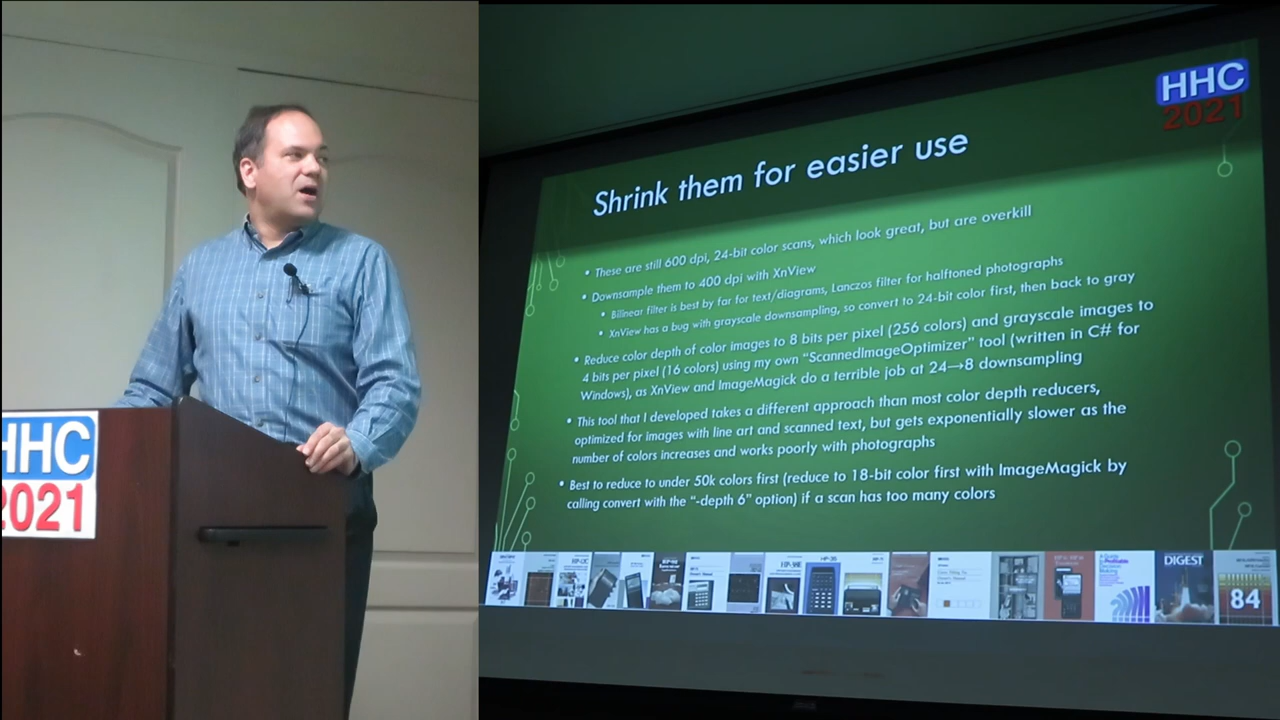 HHC
2021
HHC
2021
Shrink them for easier use
• These are still 600 dpi, 24-bit color scans, which look great, but are overkill
• Downsample them to 400 dpi with XnView
• Bilinear filter is best by far for text/diagrams, Lanczos filter for halftoned photographs
• XnView has a bug with grayscale downsampling, so convert to 24-bit color first, then back to gray
• Reduce color depth of color images to 8 bits per pixel (256 colors) and grayscale images to
4 bits per pixel (16 colors) using my own "ScannedImageOptimizer" tool (written in C# for
Windows), as XnView and ImageMagick do a terrible job at 24→8 downsampling
• This tool that I developed takes a different approach than most color depth reducers,
optimized for images with line art and scanned text, but gets exponentially slower as the
number of colors increases and works poorly with photographs
• Best to reduce to under 50k colors first (reduce to 18-bit color first with ImageMagick by
calling convert with the "-depth 6" option) if a scan has too many colors
DIGEST
84